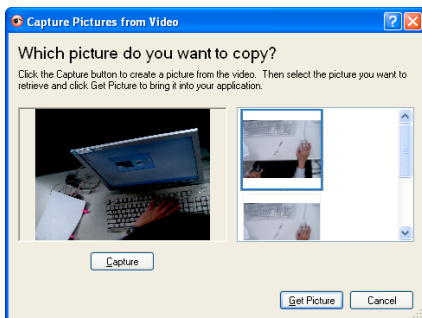 Capture Pictures from Video
Which picture do you want to copy?
Click the Capture button to create a picture from the video. Then select the picture you want to
retrieve and click Get Picture to bring it into your application.
Capture
Get Picture
Cancel